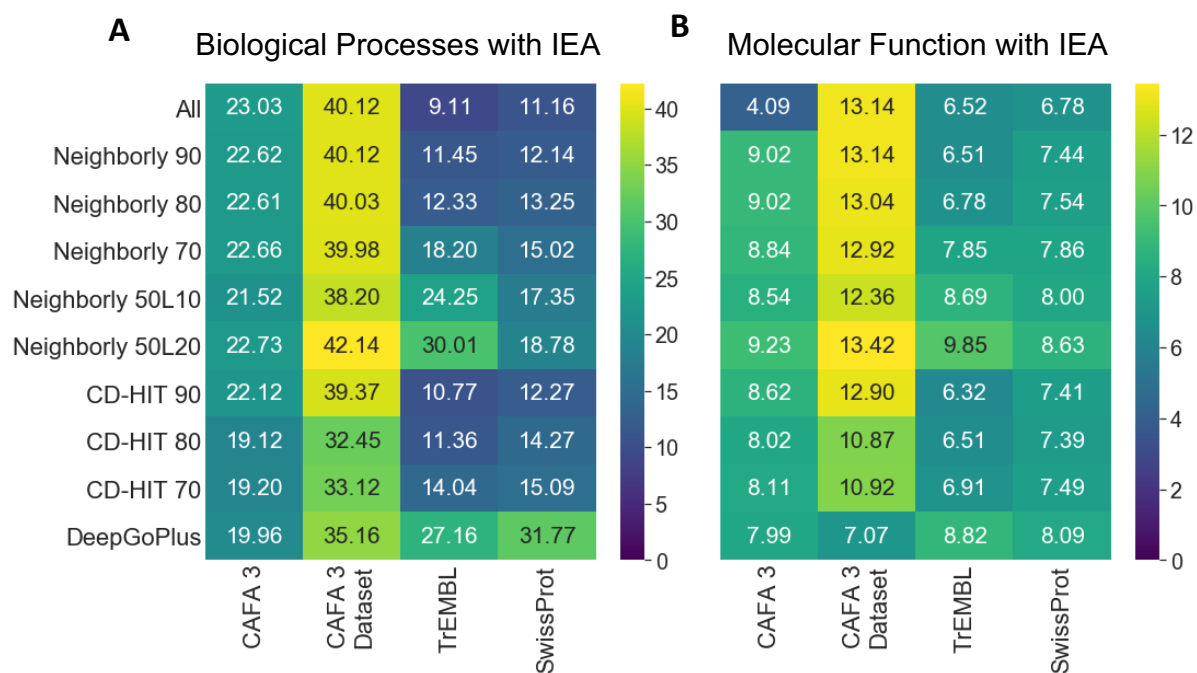 A
Biological Processes with IEA
All 23.03 40.12 9.11 11.16
Neighborly 90 22.62 40.12 11.45 12.14
Neighborly 80 22.61 40.03 12.33 13.25
Neighborly 70 22.66 39.98 18.20 15.02
Neighborly 50L10 21.52 38.20 24.25 17.35
Neighborly 50L20 22.73 42.14 30.01 18.78
CD-HIT 90 22.12 39.37 10.77 12.27
CD-HIT 80 19.12 32.45 11.36 14.27
CD-HIT 70 19.20 33.12 14.04 15.09
DeepGoPlus 19.96 35.16 27.16 31.77
CAFA 3
CAFA 3
Dataset
TrEMBL
SwissProt
40
35
30
25
20
15
10
5
0
B
Molecular Function with IEA
4.09 13.14 6.52 6.78
9.02 13.14 6.51 7.44
9.02 13.04 6.78 7.54
8.84 12.92 7.85 7.86
8.54 12.36 8.69 8.00
9.23 13.42 9.85 8.63
8.62 12.90 6.32 7.41
8.02 10.87 6.51 7.39
8.11 10.92 6.91 7.49
7.99 7.07 8.82 8.09
CAFA 3
CAFA 3
Dataset
TrEMBL
SwissProt
12
10
8
6
4
2
0